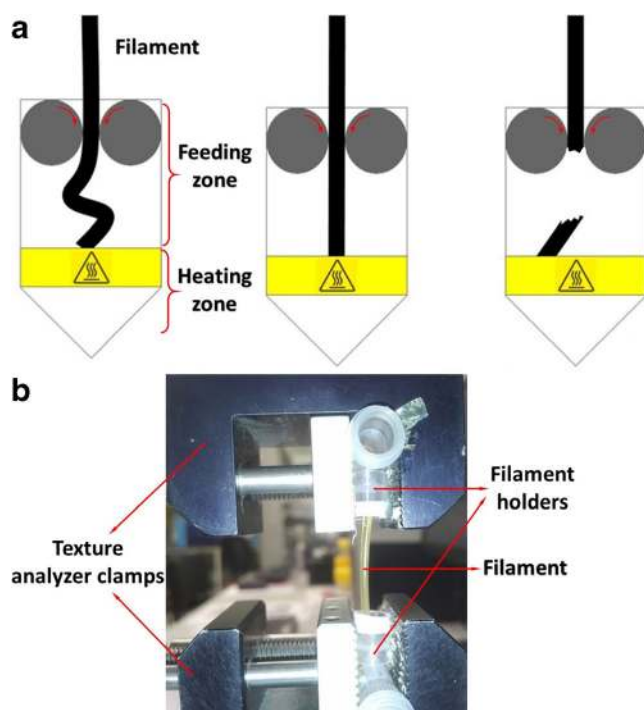 a
Filament
Feeding
zone
Heating
zone
b
Filament
holders
Texture
analyzer clamps
Filament